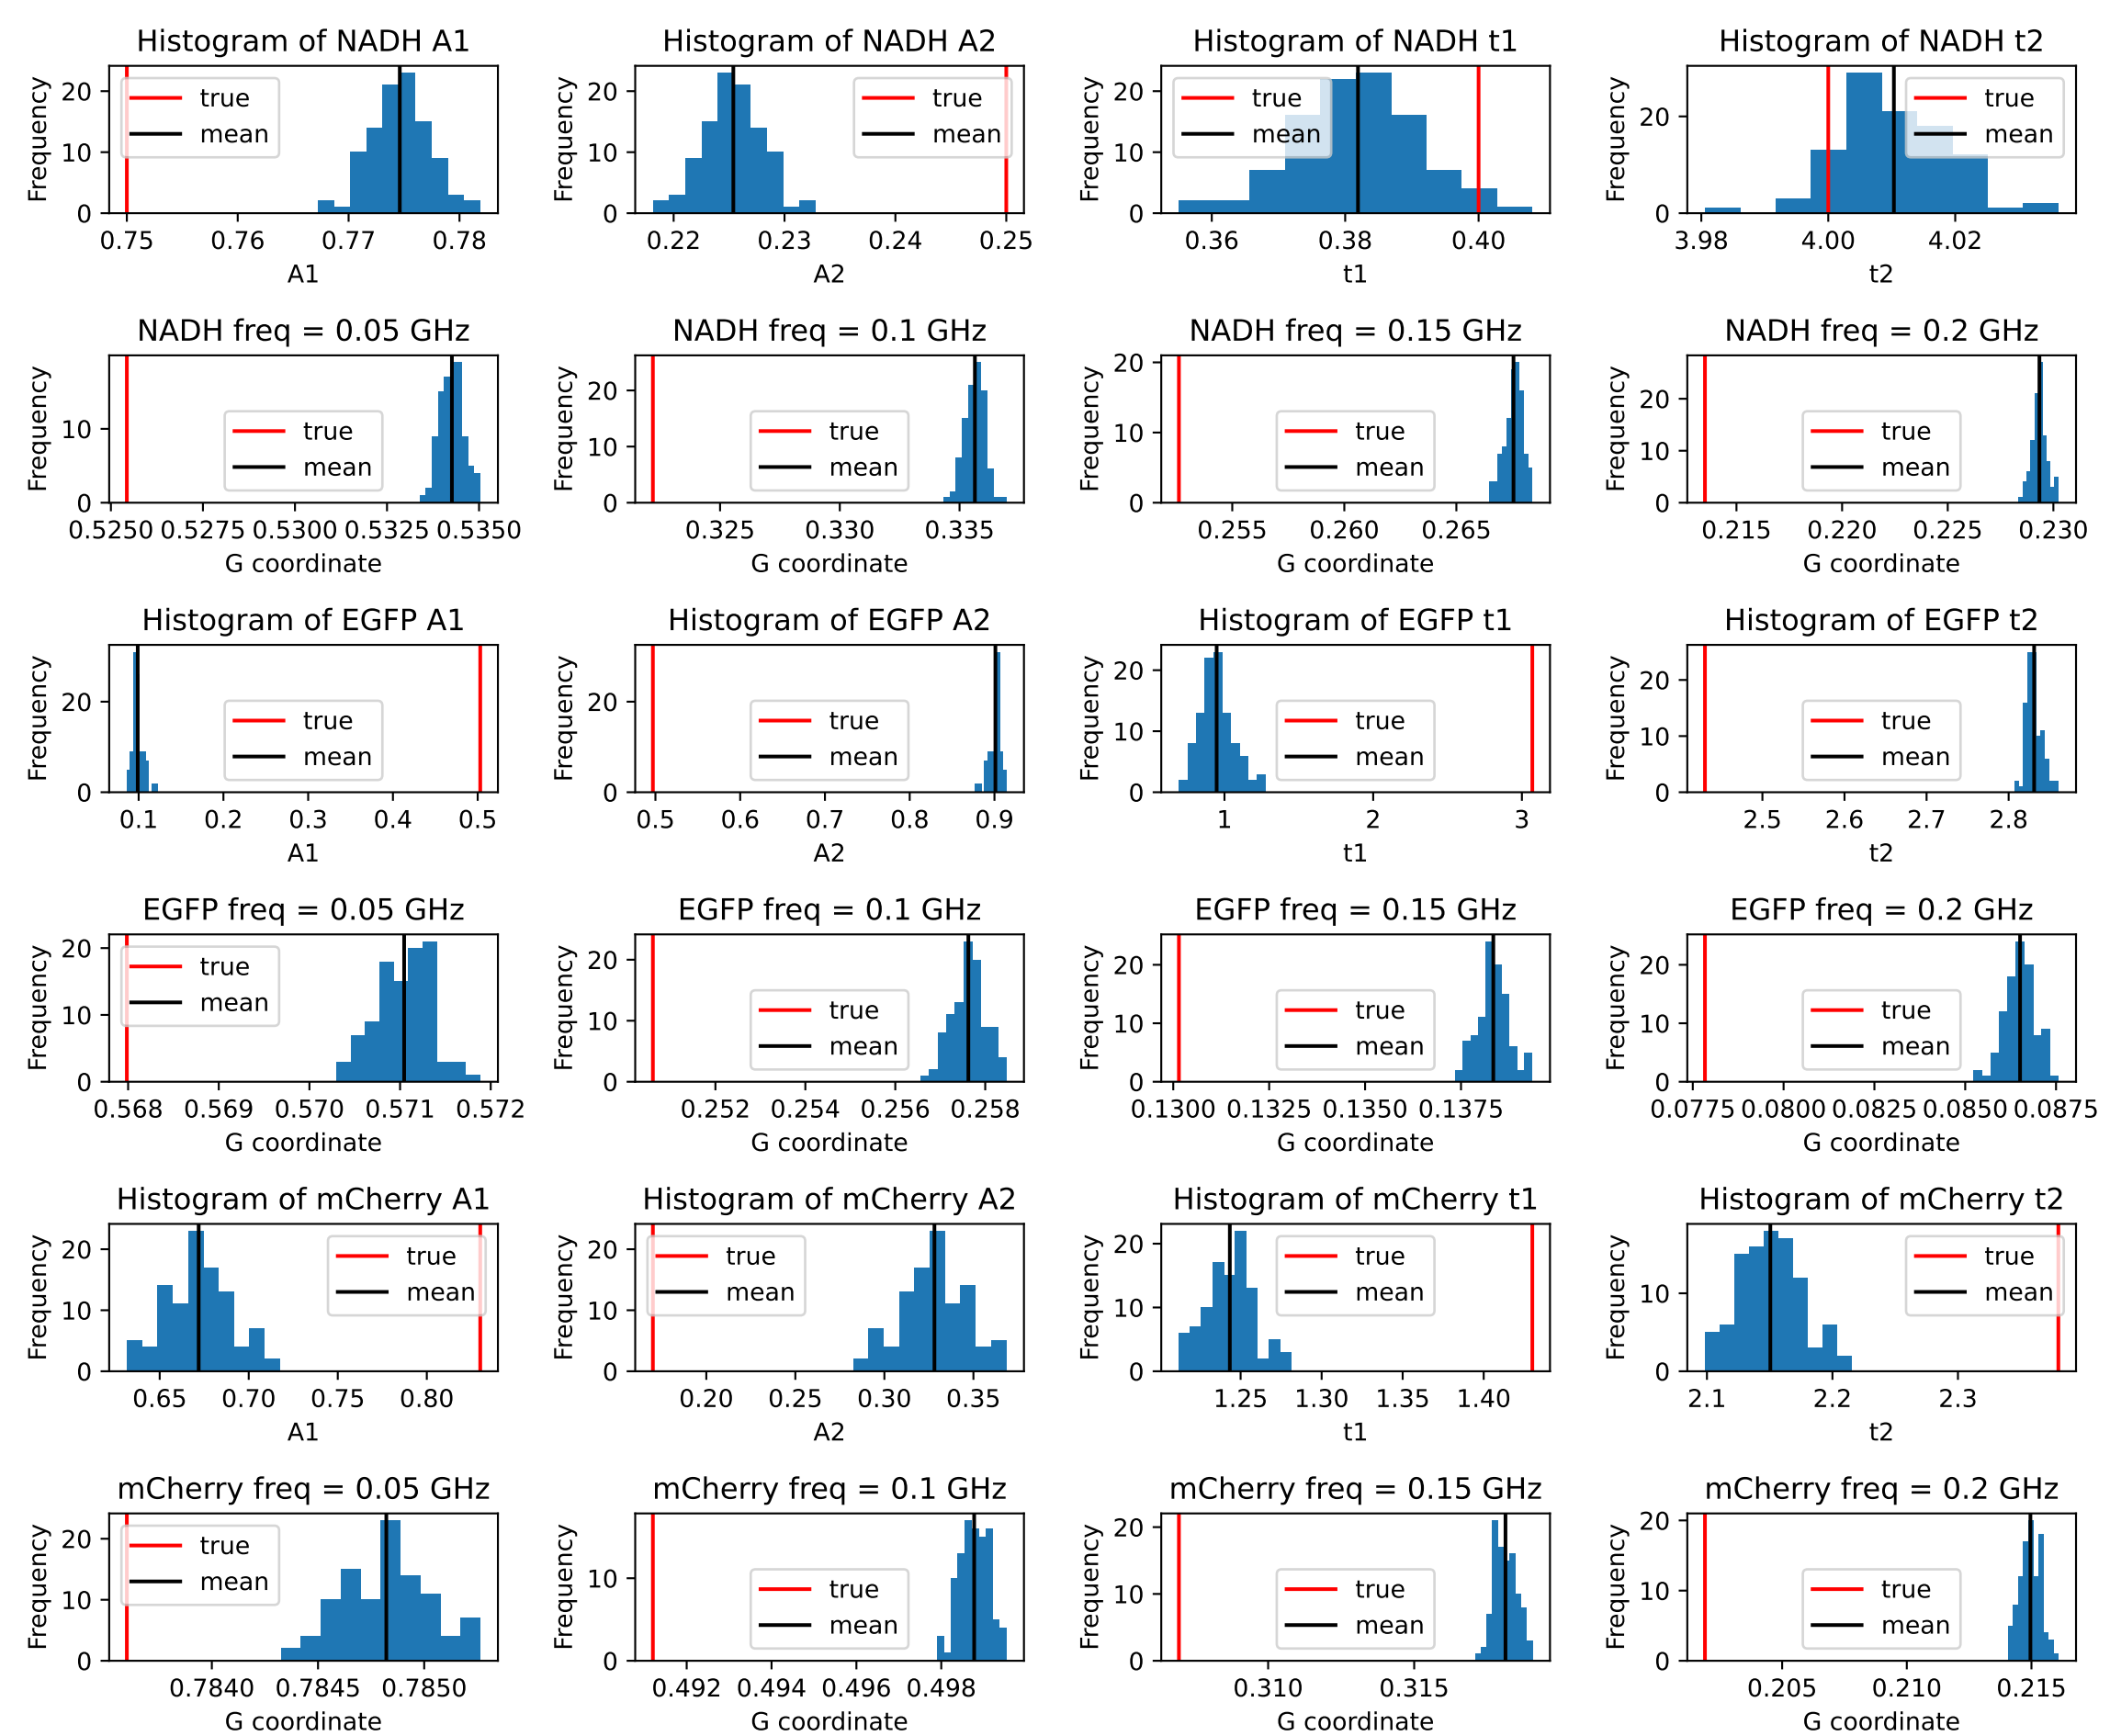 Histogram of NADH A1 Histogram of NADH A2 Histogram of NADH t1 Histogram of NADH t2
Frequency 0 10 20 true mean Frequency 0 10 20 true mean Frequency 0 10 20 true mean Frequency 0 20 true mean
0.75 0.76 0.77 0.78 0.22 0.23 0.24 0.25 0.36 0.38 0.40 3.98 4.00 4.02
A1 A2 t1 t2
NADH freq = 0.05 GHz NADH freq = 0.1 GHz NADH freq = 0.15 GHz NADH freq = 0.2 GHz
Frequency 0 10 true mean Frequency 0 10 20 true mean Frequency 0 10 20 true mean Frequency 0 10 20 true mean
0.5250 0.5275 0.5300 0.5325 0.5350 0.325 0.330 0.335 0.255 0.260 0.265 0.215 0.220 0.225 0.230
G coordinate G coordinate G coordinate G coordinate
Histogram of EGFP A1 Histogram of EGFP A2 Histogram of EGFP t1 Histogram of EGFP t2
Frequency 0 20 true mean Frequency 0 20 true mean Frequency 0 10 20 true mean Frequency 0 10 20 true mean
0.1 0.2 0.3 0.4 0.5 0.5 0.6 0.7 0.8 0.9 1 2 3 2.5 2.6 2.7 2.8
A1 A2 t1 t2
EGFP freq = 0.05 GHz EGFP freq = 0.1 GHz EGFP freq = 0.15 GHz EGFP freq = 0.2 GHz
Frequency 0 10 20 true mean Frequency 0 10 20 true mean Frequency 0 10 20 true mean Frequency 0 10 20 true mean
0.568 0.569 0.570 0.571 0.572 0.252 0.254 0.256 0.258 0.1300 0.1325 0.1350 0.1375 0.0775 0.0800 0.0825 0.0850 0.0875
G coordinate G coordinate G coordinate G coordinate
Histogram of mCherry A1 Histogram of mCherry A2 Histogram of mCherry t1 Histogram of mCherry t2
Frequency 0 10 20 true mean Frequency 0 10 20 true mean Frequency 0 10 20 true mean Frequency 0 10 true mean
0.65 0.70 0.75 0.80 0.20 0.25 0.30 0.35 1.25 1.30 1.35 1.40 2.1 2.2 2.3
A1 A2 t1 t2
mCherry freq = 0.05 GHz mCherry freq = 0.1 GHz mCherry freq = 0.15 GHz mCherry freq = 0.2 GHz
Frequency 0 10 20 true mean Frequency 0 10 true mean Frequency 0 10 20 true mean Frequency 0 10 20 true mean
0.7840 0.7845 0.7850 0.492 0.494 0.496 0.498 0.310 0.315 0.205 0.210 0.215
G coordinate G coordinate G coordinate G coordinate